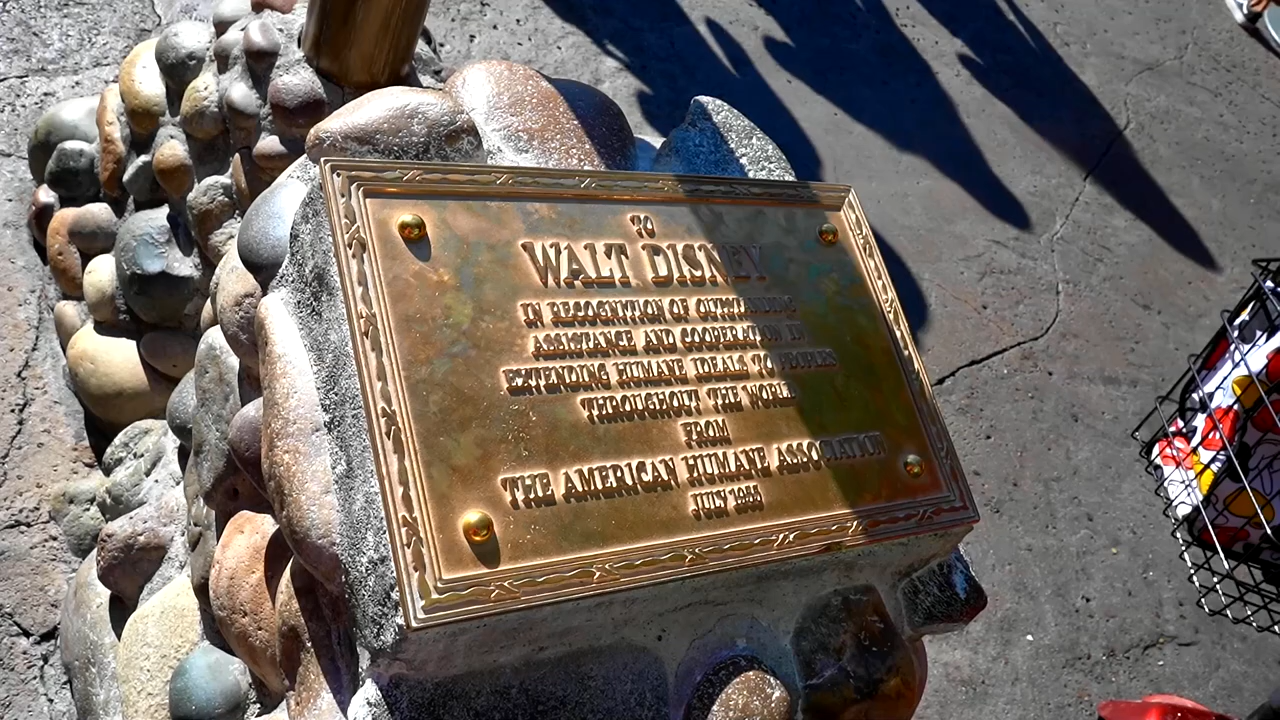 TO
WALT DISNEY
IN RECOGNITION OF OUTSTANDING
ASSISTANCE AND COOPERATION IN
EXTENDING HUMANE IDEALS TO PEOPLES
THROUGHOUT THE WORLD
FROM
THE AMERICAN HUMANE ASSOCIATION
JULY